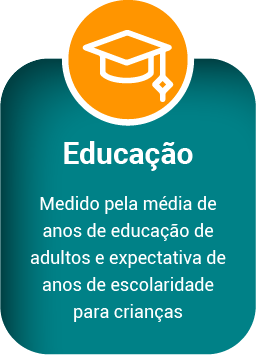 Educação
Medido pela média de
anos de educação de
adultos e expectativa de
anos de escolaridade
para crianças